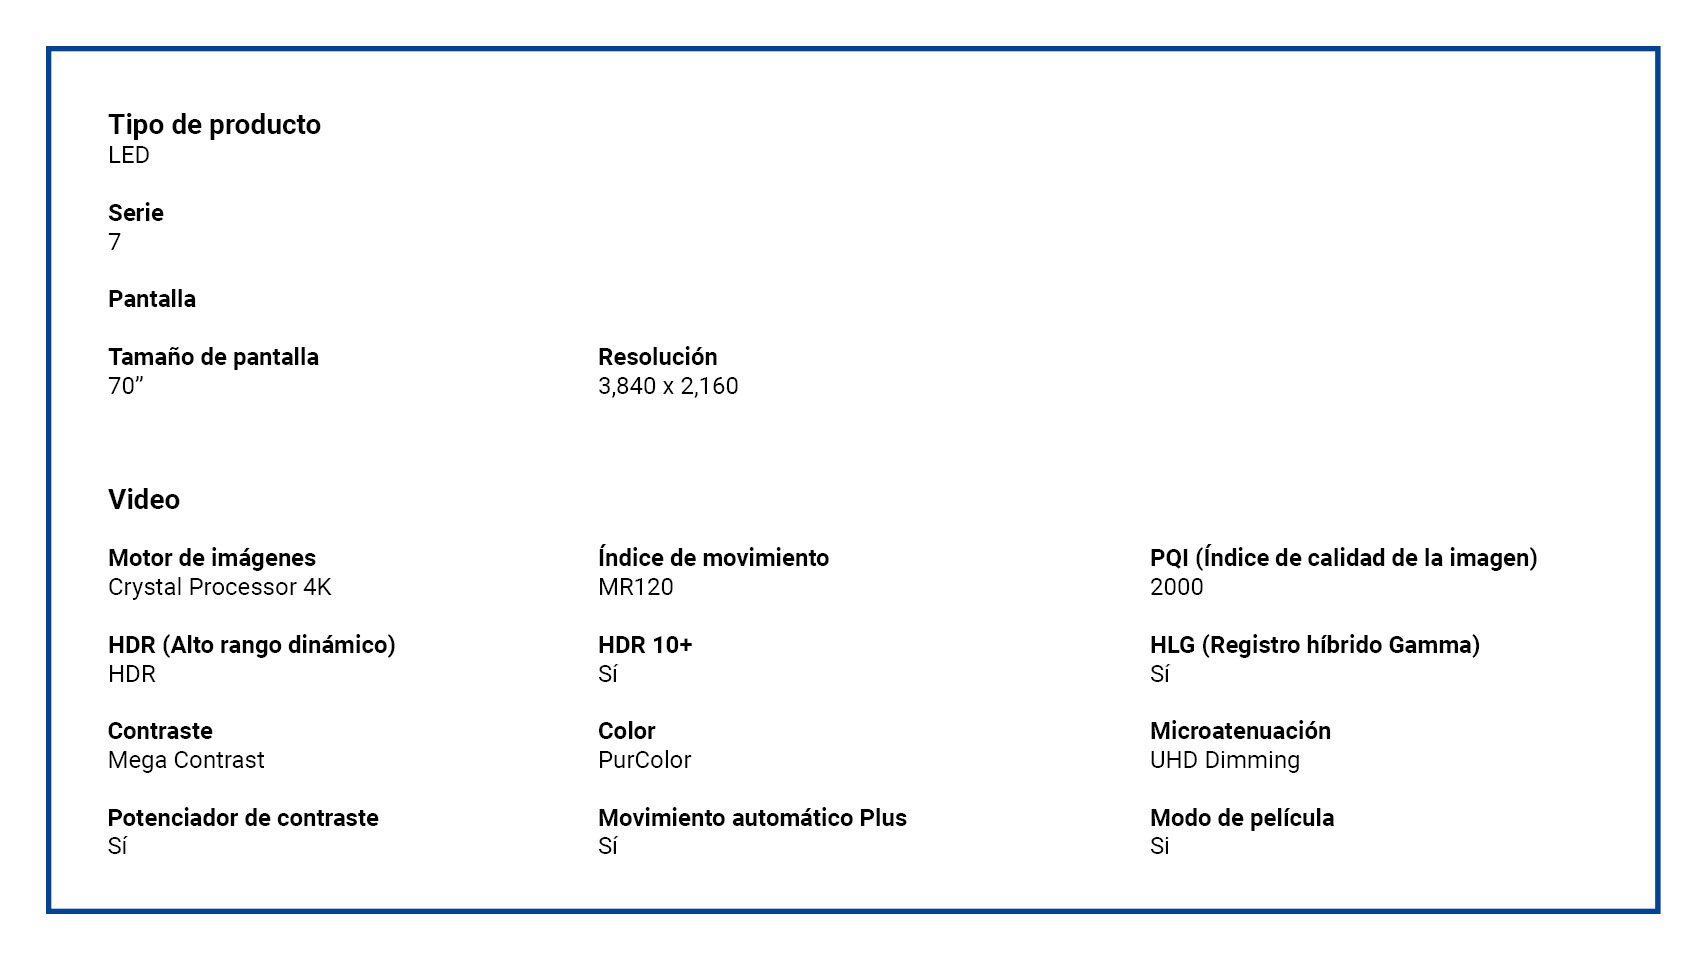 Tipo de producto
LED
Serie
7
Pantalla
Tamaño de pantalla
70”
Resolución
3,840 x 2,160
Video
Motor de imágenes
Crystal Processor 4K
Índice de movimiento
MR120
PQI (Índice de calidad de la imagen)
2000
HDR (Alto rango dinámico)
HDR
HDR 10+
Sí
HLG (Registro híbrido Gamma)
Sí
Contraste
Mega Contrast
Color
PurColor
Microatenuación
UHD Dimming
Potenciador de contraste
Sí
Movimiento automático Plus
Sí
Modo de película
Si